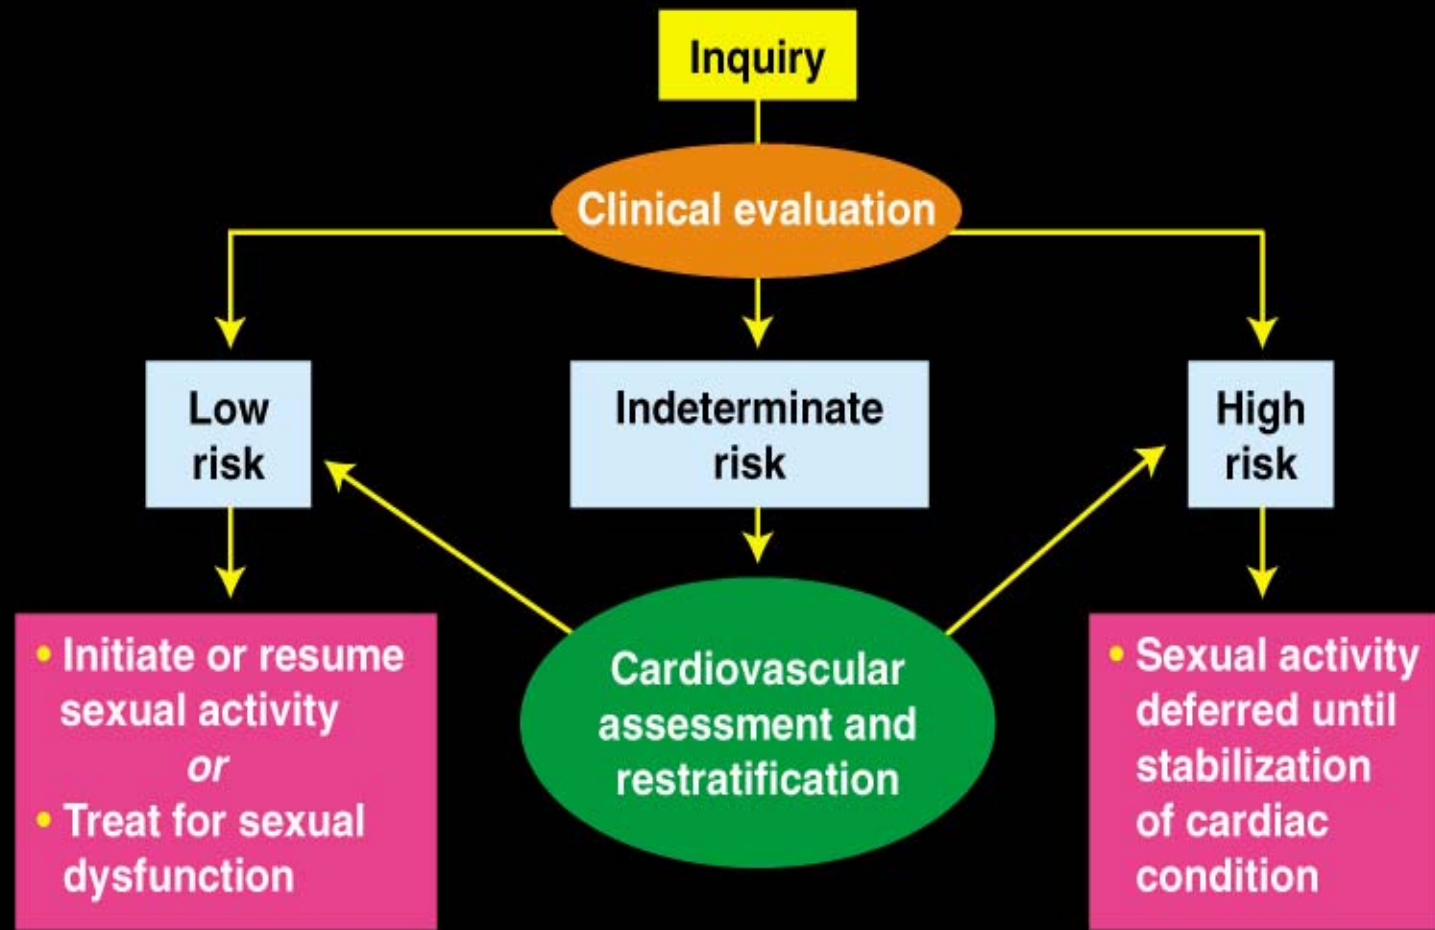 Inquiry
Clinical evaluation
Low
risk
Indeterminate
risk
High
risk
• Initiate or resume
sexual activity
or
• Treat for sexual
dysfunction
Cardiovascular
assessment and
restratification
• Sexual activity
deferred until
stabilization
of cardiac
condition